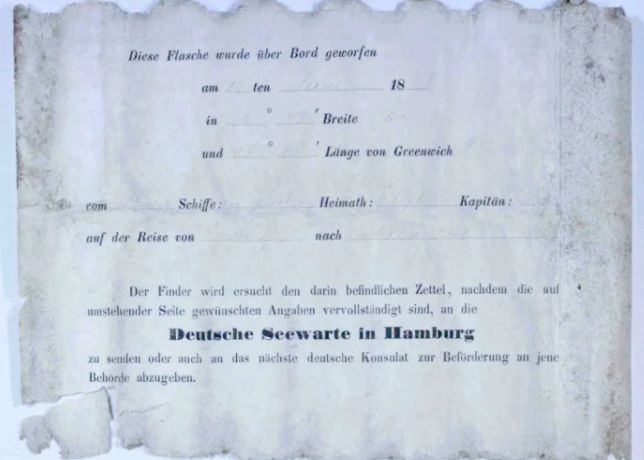 Diese Flasche wurde über Bord geworfen
am ten 18
in ° ' Breite
und ° ' Länge von Greenwich
vom Schiffe: Heimath: Kapitän:
auf der Reise von nach
Der Finder wird ersucht den darin befindlichen Zettel, nachdem die auf
umstehender Seite gewünschten Angaben vervollständigt sind, an die
Deutsche Seewarte in Hamburg
zu senden oder auch an das nächste deutsche Konsulat zur Beförderung an jene
Behörde abzugeben.